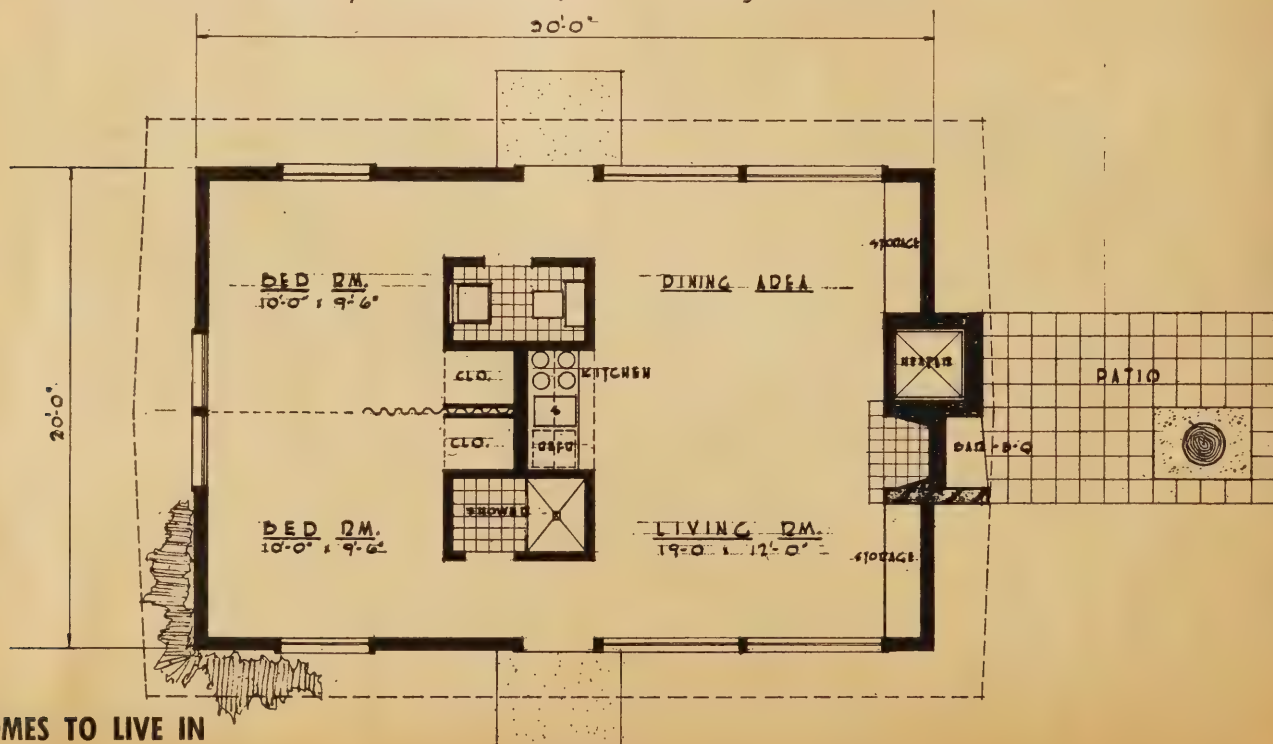 30'-0"
STORAGE
BED RM.
10'-0" x 9'-6"
DINING AREA
HEATER
PATIO
CLO.
KITCHEN
20'-0"
S
CLO.
BAR-B-Q
SHOWER
BED RM.
10'-0" x 9'-6"
LIVING RM.
19-0 x 12'-0"
STORAGE
OMES TO LIVE IN